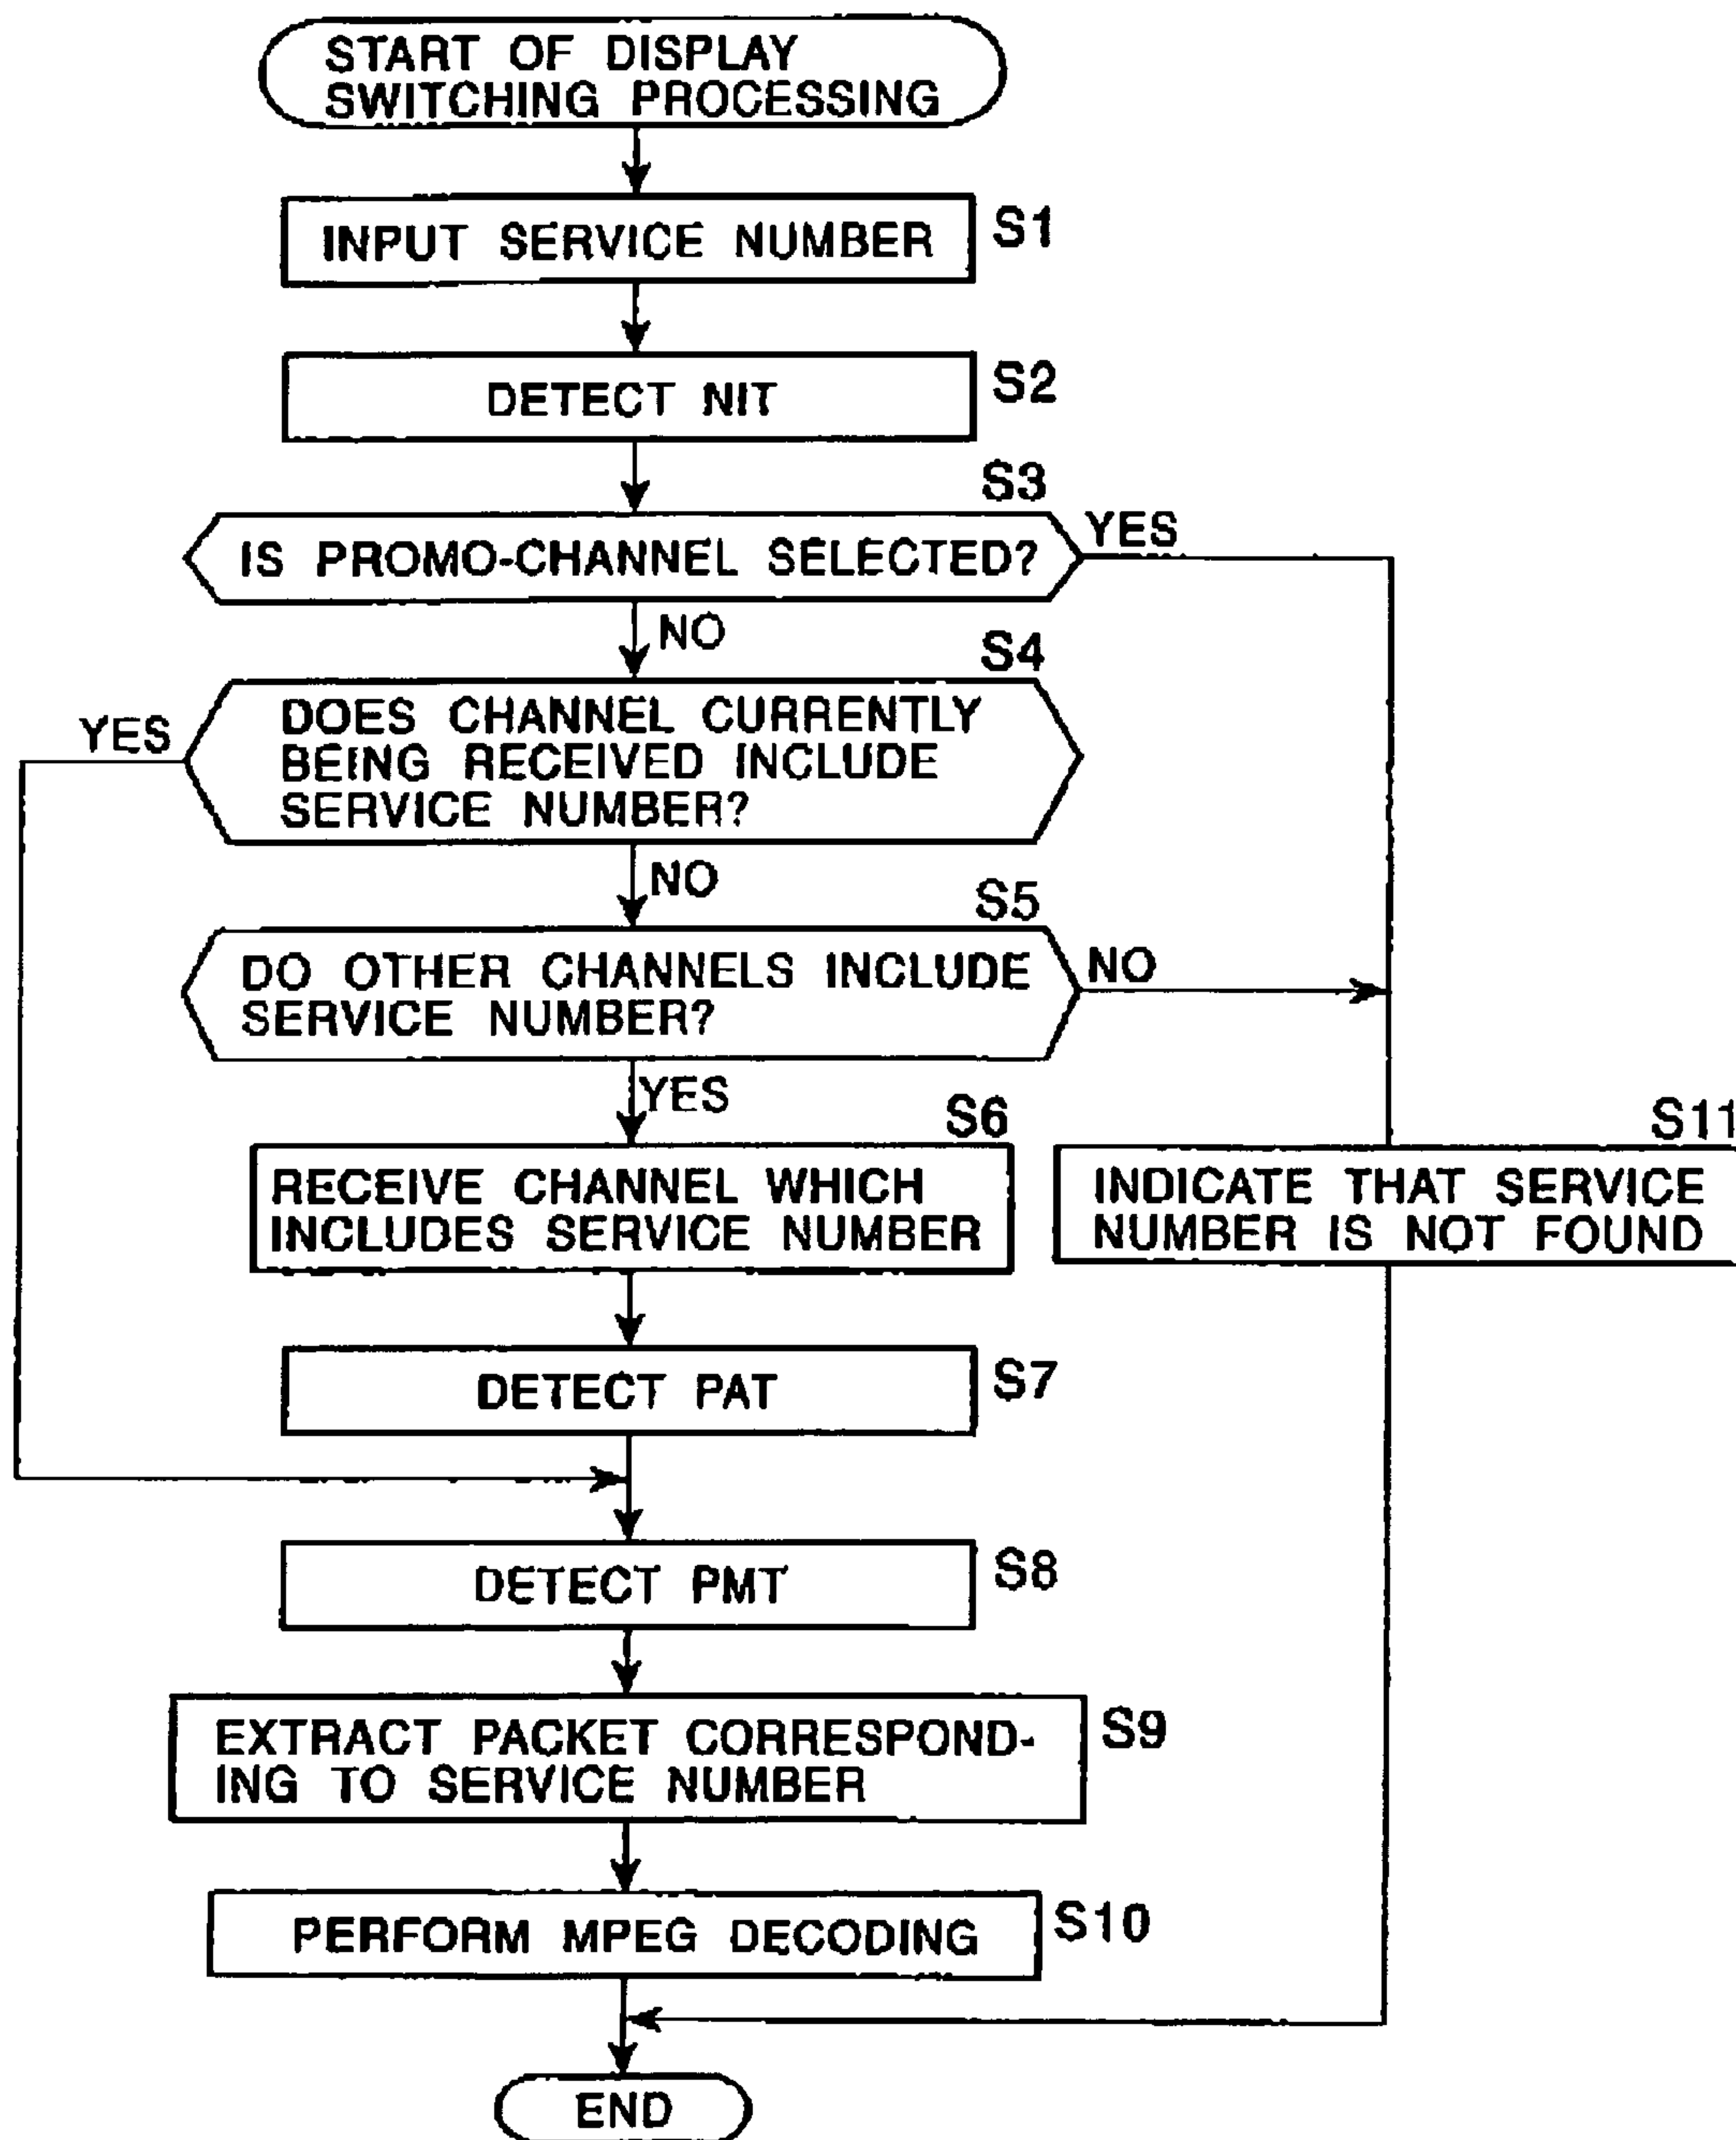 START OF DISPLAY
SWITCHING PROCESSING
INPUT SERVICE NUMBER
S1
DETECT NIT
S2
S3
IS PROMO-CHANNEL SELECTED?
YES
NO
S4
YES
DOES CHANNEL CURRENTLY
BEING RECEIVED INCLUDE
SERVICE NUMBER?
NO
S5
DO OTHER CHANNELS INCLUDE
SERVICE NUMBER?
NO
YES
S6
RECEIVE CHANNEL WHICH
INCLUDES SERVICE NUMBER
S11
INDICATE THAT SERVICE
NUMBER IS NOT FOUND
DETECT PAT
S7
DETECT PMT
S8
EXTRACT PACKET CORRESPOND-
ING TO SERVICE NUMBER
S9
PERFORM MPEG DECODING
S10
END